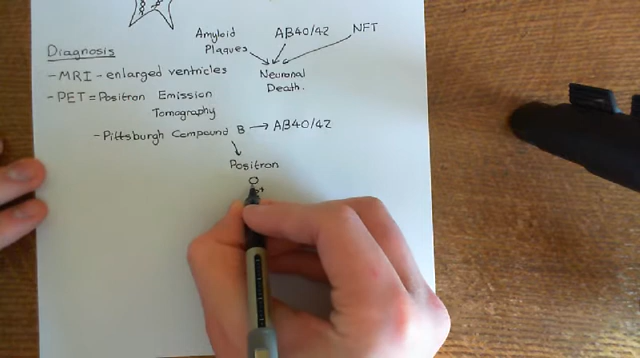 Amyloid
Plaques
AB40/42
NFT
Neuronal
Death.
Diagnosis
- MRI - enlarged ventricles
- PET = Positron Emission
Tomography
- Pittsburgh Compound B → AB40/42
Positron